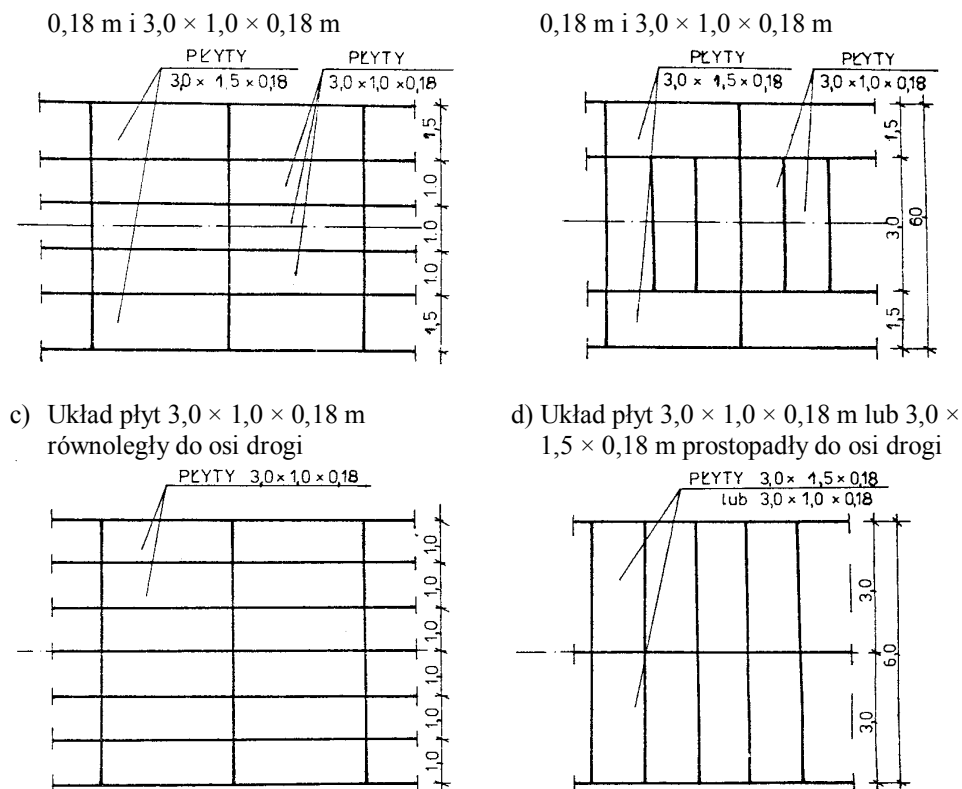 0,18 m i 3,0 × 1,0 × 0,18 m
PŁYTY
3,0 × 1,5 × 0,18
PŁYTY
3,0 × 1,0 × 0,18
1,5
1,0
1,0
1,0
1,5
0,18 m i 3,0 × 1,0 × 0,18 m
PŁYTY
3,0 × 1,5 × 0,18
PŁYTY
3,0 × 1,0 × 0,18
1,5
3,0
1,5
6,0
c) Układ płyt 3,0 × 1,0 × 0,18 m
równoległy do osi drogi
PŁYTY 3,0 × 1,0 × 0,18
1,0
1,0
1,0
1,0
1,0
1,0
d) Układ płyt 3,0 × 1,0 × 0,18 m lub 3,0 ×
1,5 × 0,18 m prostopadły do osi drogi
PŁYTY 3,0 × 1,5 × 0,18
lub 3,0 × 1,0 × 0,18
3,0
3,0
6,0